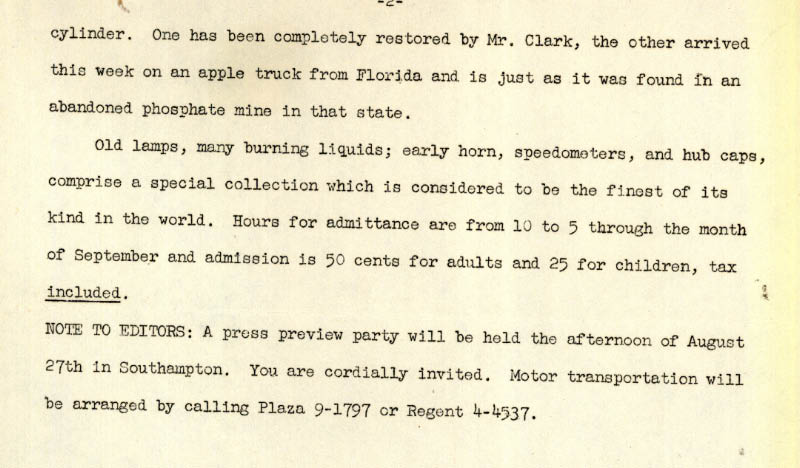 -2-
cylinder. One has been completely restored by Mr. Clark, the other arrived
this week on an apple truck from Florida and is just as it was found in an
abandoned phosphate mine in that state.
Old lamps, many burning liquids; early horn, speedometers, and hub caps,
comprise a special collection which is considered to be the finest of its
kind in the world. Hours for admittance are from 10 to 5 through the month
of September and admission is 50 cents for adults and 25 for children, tax
included.
NOTE TO EDITORS: A press preview party will be held the afternoon of August
27th in Southampton. You are cordially invited. Motor transportation will
be arranged by calling Plaza 9-1797 or Regent 4-4537.